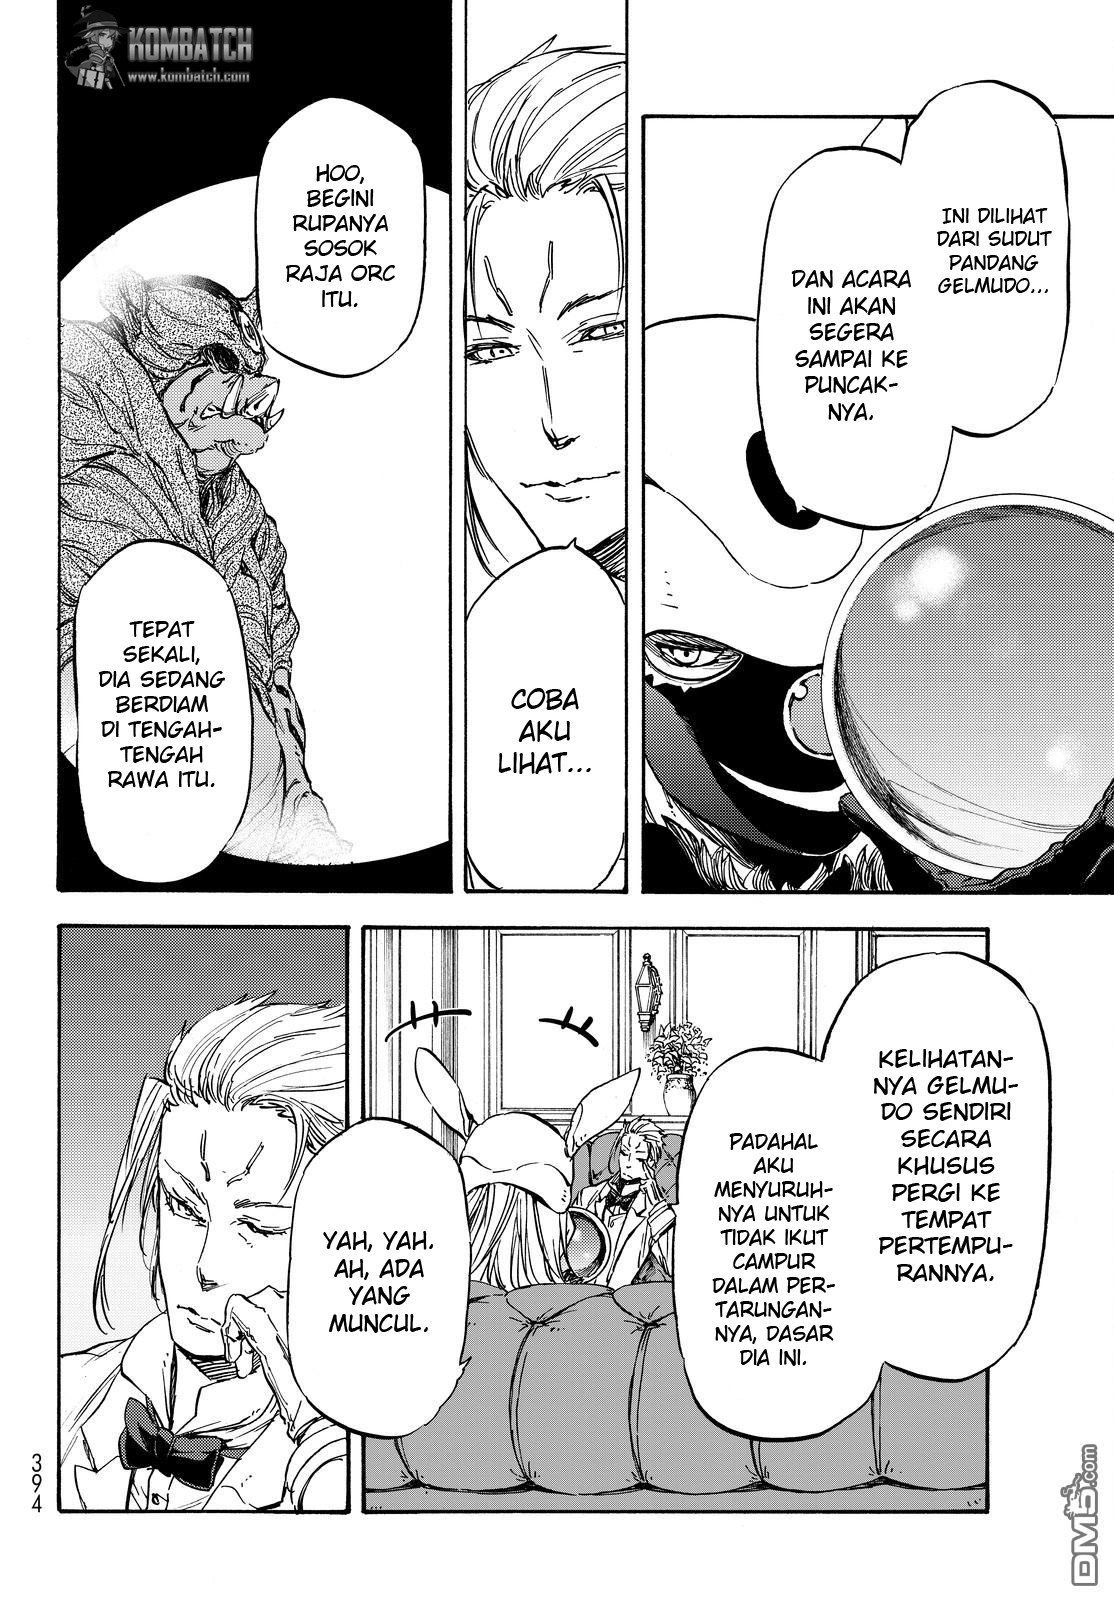 KOMBATCH
www.kombatch.com
INI DILIHAT
DARI SUDUT
PANDANG
GELMUDO...
DAN ACARA
INI AKAN
SEGERA
SAMPAI KE
PUNCAK-
NYA.
COBA
AKU
LIHAT...
HOO,
BEGINI
RUPANYA
SOSOK
RAJA ORC
ITU.
TEPAT
SEKALI,
DIA SEDANG
BERDIAM
DI TENGAH-
TENGAH
RAWA ITU.
KELIHATAN-
NYA GELMU-
DO SENDIRI
SECARA
KHUSUS
PERGI KE
TEMPAT
PERTEMPU-
RANNYA.
PADAHAL
AKU
MENYURUH-
NYA UNTUK
TIDAK IKUT
CAMPUR
DALAM PER-
TARUNGAN-
NYA, DASAR
DIA INI.
YAH, YAH.
AH, ADA
YANG
MUNCUL.
394
DM5.com